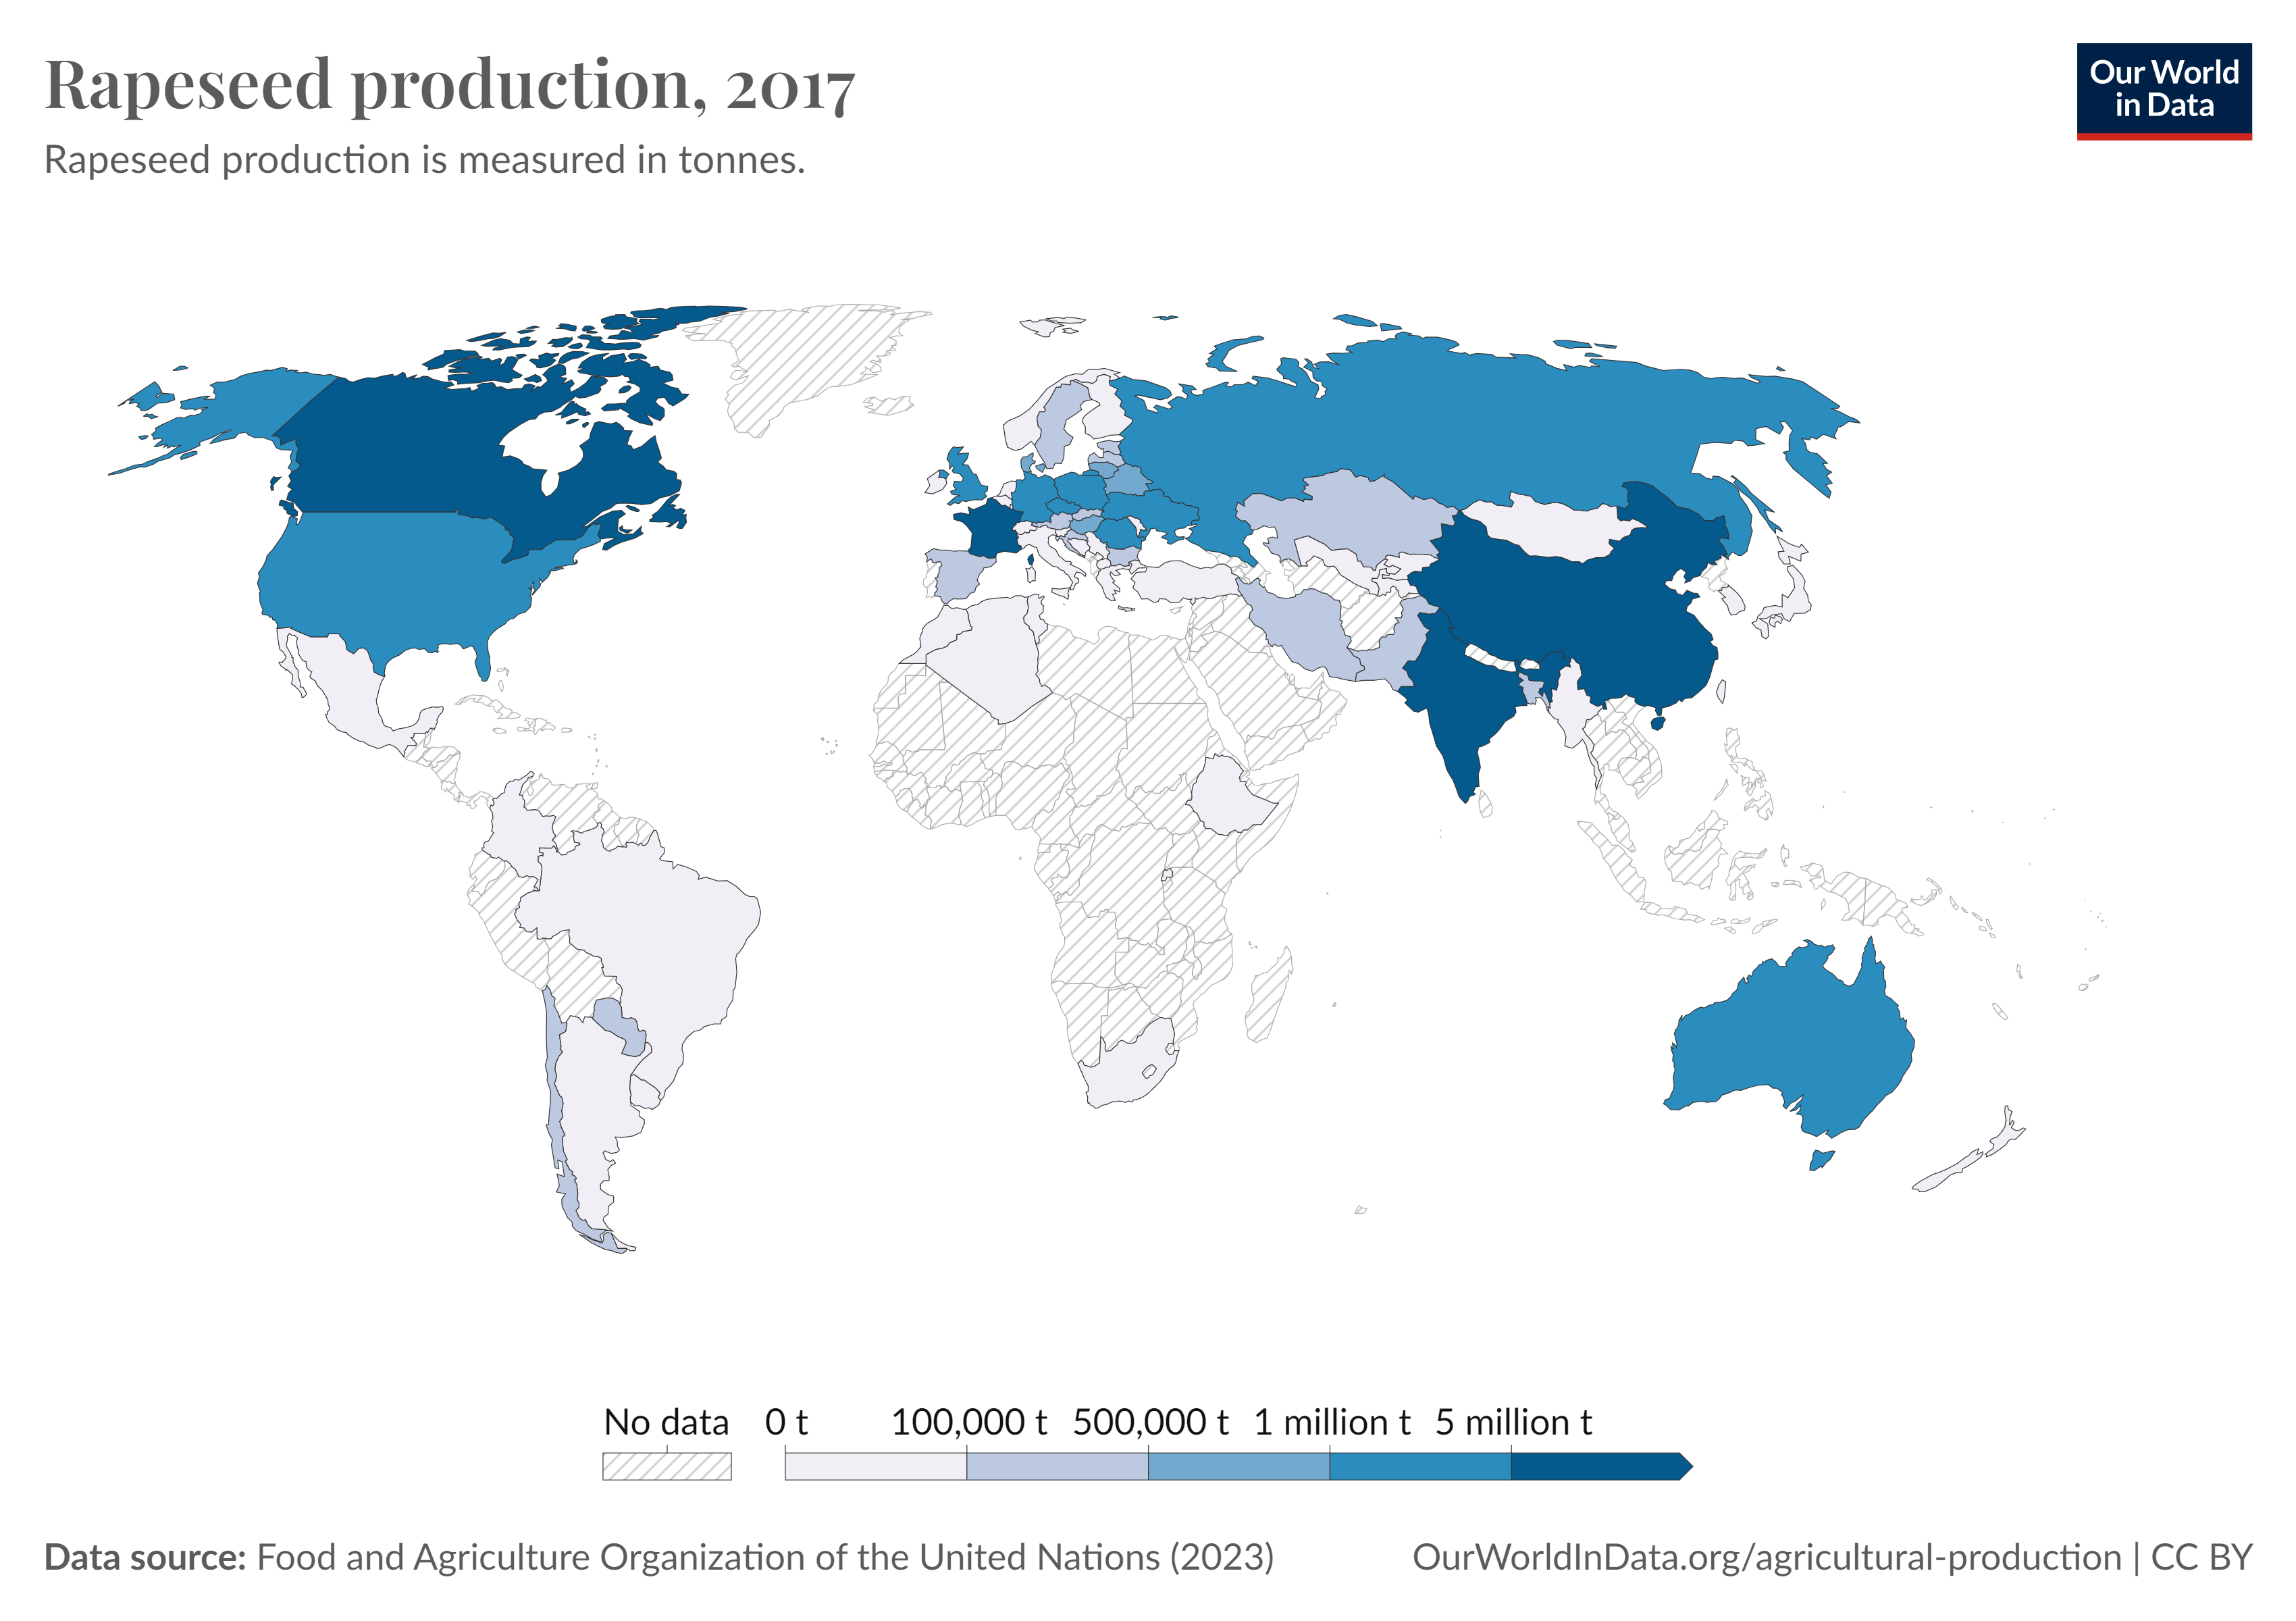 Rapeseed production, 2017
Rapeseed production is measured in tonnes.
Our World
in Data
No data
0 t
100,000 t
500,000 t
1 million t
5 million t
Data source: Food and Agriculture Organization of the United Nations (2023)
OurWorldInData.org/agricultural-production | CC BY